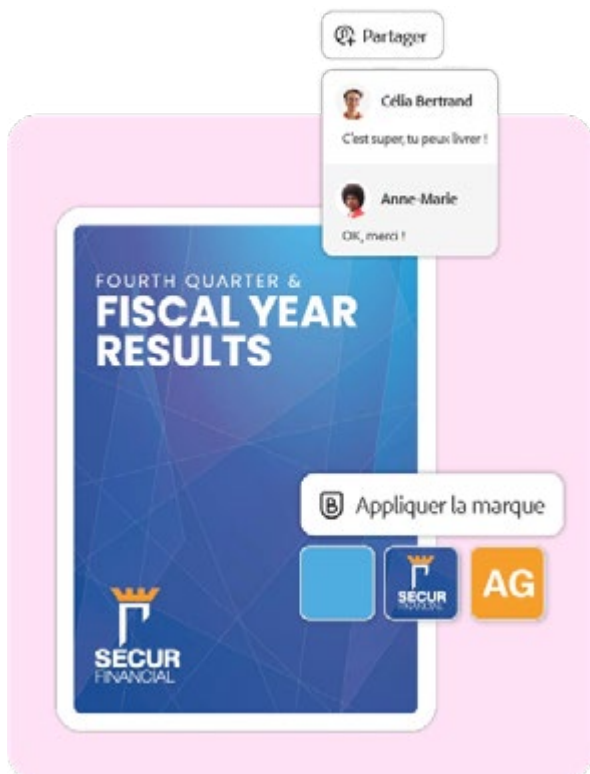 Partager
Célia Bertrand
C'est super, tu peux livrer !
Anne-Marie
OK, merci !
FOURTH QUARTER &
FISCAL YEAR
RESULTS
Appliquer la marque
SECUR
FINANCIAL
AG
SECUR
FINANCIAL